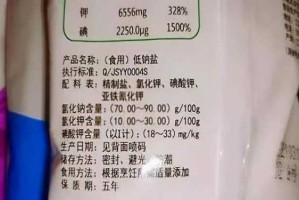 钾 6556mg 328%
碘 2250.0μg 1500%
产品名称：（食用）低钠盐
执行标准：Q/JSYY0004S
配 料 表：精制盐、氯化钾、碘酸钾、
亚铁氰化钾
氯化钠含量：（70.00～90.00）g/100g
氯化钾含量：（10.00～30.00）g/100g
碘酸钾含量（以I计）：（18～33）mg/kg
生产日期：见背面喷码
储存方法：密封、避光、防潮
食用方法：根据烹饪所需适量添加
保 质 期：五年